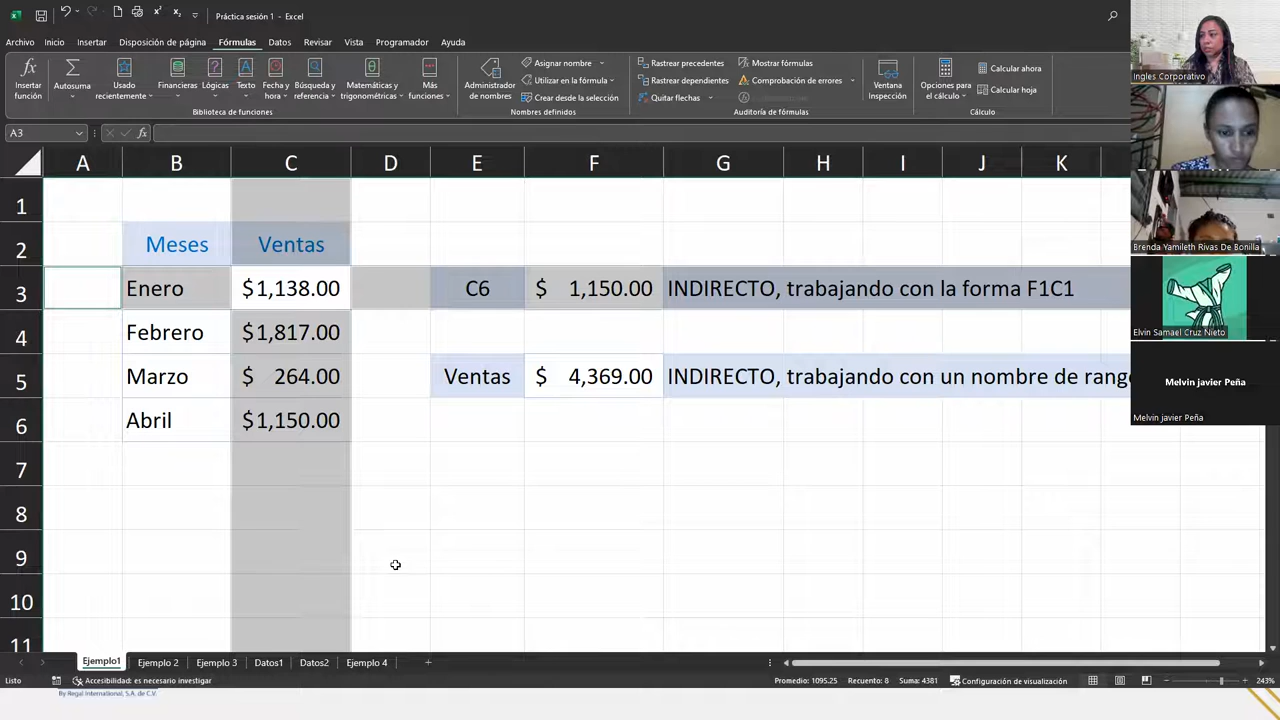 Práctica sesión 1 - Excel
Archivo Inicio Insertar Disposición de página Fórmulas Datos Revisar Vista Programador Ayuda
Insertar función
Autosuma
Usado recientemente
Financieras
Lógicas
Texto
Fecha y hora
Búsqueda y referencia
Matemáticas y trigonométricas
Más funciones
de nombres
Asignar nombre
Utilizar en la fórmula
Crear desde la selección
Rastrear precedentes
Rastrear dependientes
Quitar flechas
Mostrar fórmulas
Comprobación de errores
Ventana Inspección
Opciones para el cálculo
Calcular ahora
Calcular hoja
Biblioteca de funciones
Nombres definidos
Auditoría de fórmulas
Cálculo
A3 fx
A B C D E F G H I J K
1
2 Meses Ventas
3 Enero $1,138.00 C6 $ 1,150.00 INDIRECTO, trabajando con la forma F1C1
4 Febrero $1,817.00
5 Marzo $ 264.00 Ventas $ 4,369.00 INDIRECTO, trabajando con un nombre de rango
6 Abril $1,150.00
7
8
9
10
11
Ejemplo1 Ejemplo 2 Ejemplo 3 Datos1 Datos2 Ejemplo 4
Listo Accesibilidad: es necesario investigar Promedio: 1095.25 Recuento: 8 Suma: 4381 Configuración de visualización 243%
By Regal International, S.A. de C.V.
Ingles Corporativo
Brenda Yamileth Rivas De Bonilla
Elvin Samael Cruz Nieto
Melvin javier Peña
Melvin javier Peña